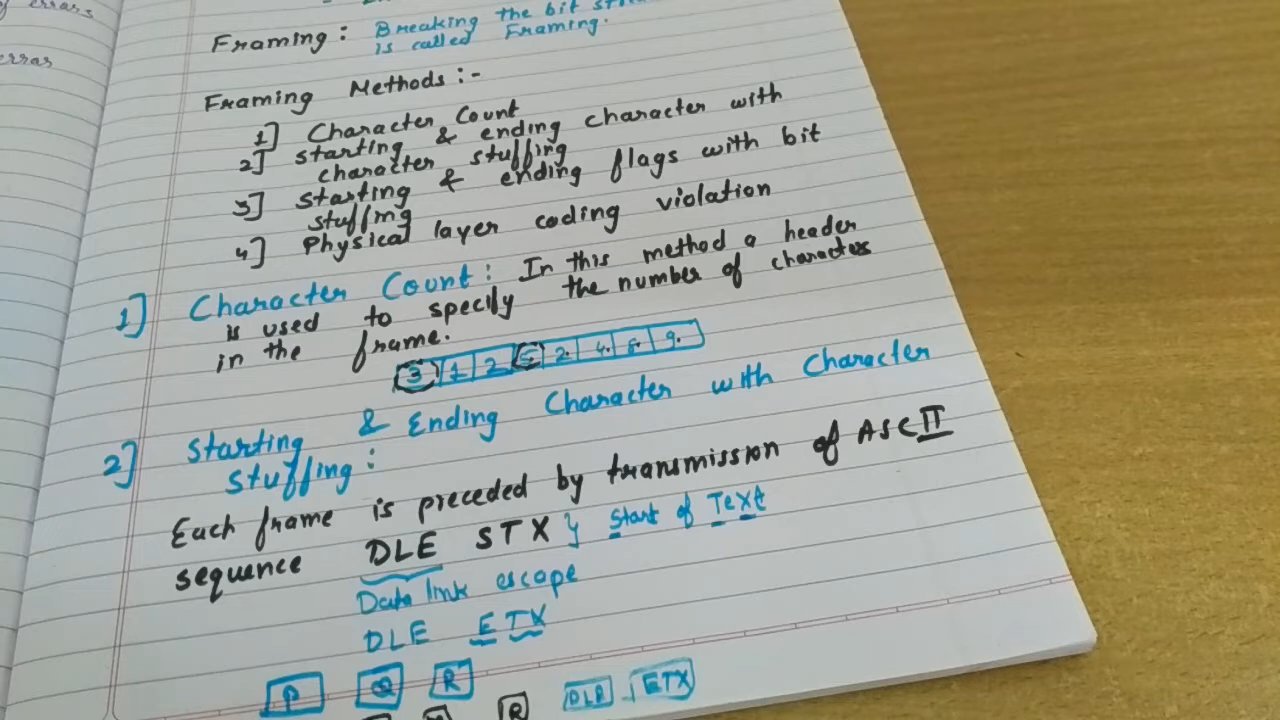 errors
Framing: Breaking the bit
is called Framing.
Framing Methods:-
1] Character Count
2] Starting & ending character with
character stuffing
3] Starting & ending flags with bit
stuffing
4] Physical layer coding violation
1] Character Count: In this method a header
is used to specify the number of characters
in the frame.
3 1 2 5. 2. 4. 8. 9.
2] Starting & Ending Character with Character
Stuffing:
Each frame is preceded by transmission of ASCII
sequence DLE STX } Start of Text
Data link escape
DLE ETX
P Q R
R DLE ETX